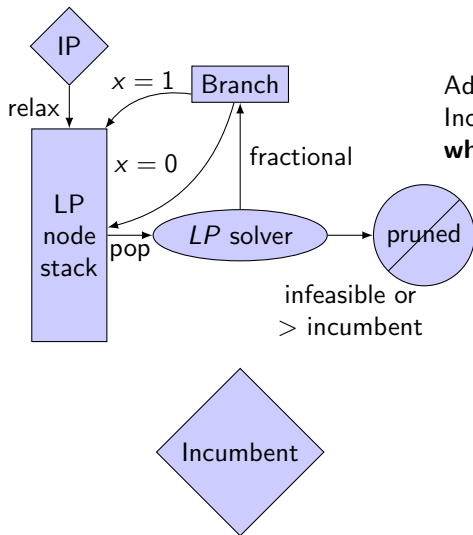 IP
relax
x = 1
Branch
x = 0
fractional
LP
node
stack
pop
LP solver
pruned
infeasible or
> incumbent
Incumbent
Ad
Inc
wh